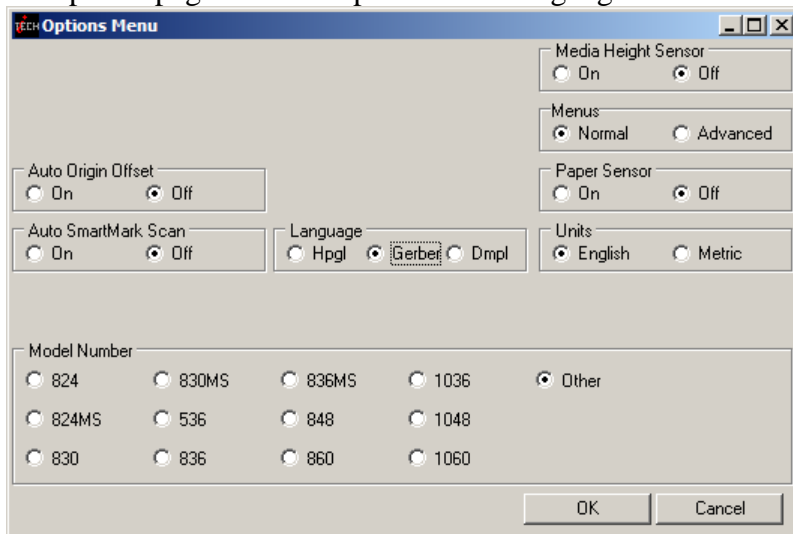 TECH Options Menu
Media Height Sensor
On Off
Menus
Normal Advanced
Auto Origin Offset
On Off
Paper Sensor
On Off
Auto SmartMark Scan
On Off
Language
Hpgl Gerber Dmpl
Units
English Metric
Model Number
824 830MS 836MS 1036 Other
824MS 536 848 1048
830 836 860 1060
OK Cancel